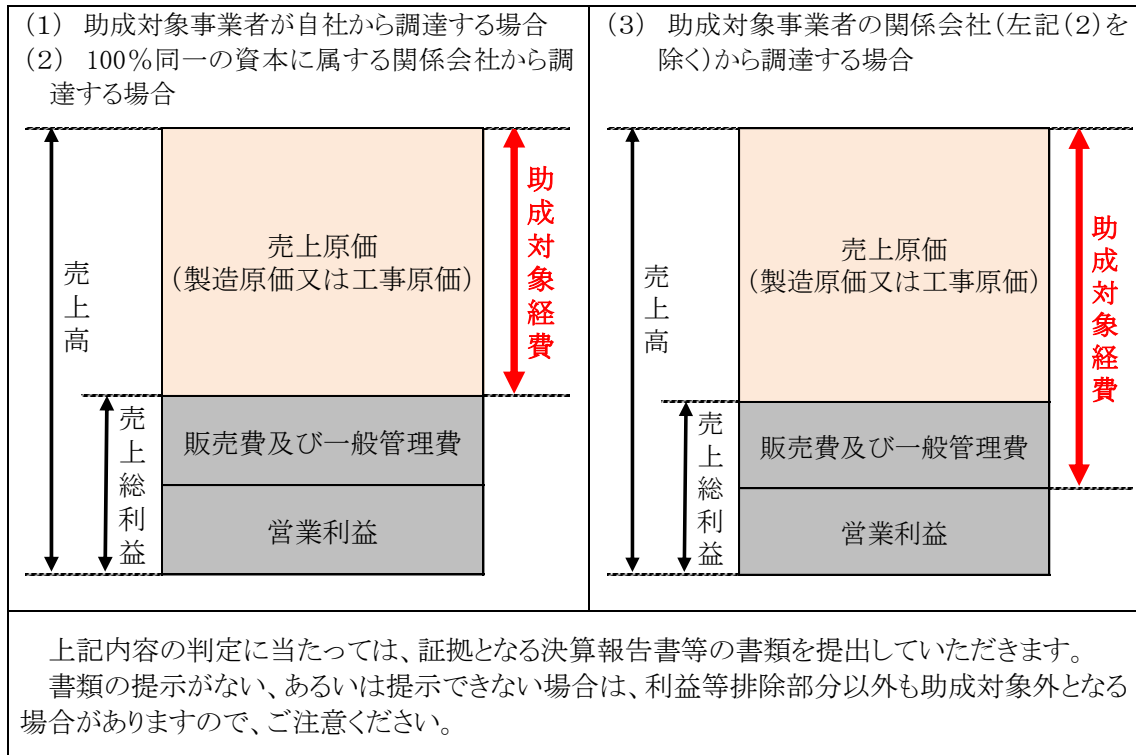 (1) 助成対象事業者が自社から調達する場合
(2) 100%同一の資本に属する関係会社から調
達する場合
売上高
売上原価
(製造原価又は工事原価)
助成対象経費
売上総利益
販売費及び一般管理費
営業利益
(3) 助成対象事業者の関係会社(左記(2)を
除く)から調達する場合
売上高
売上原価
(製造原価又は工事原価)
助成対象経費
売上総利益
販売費及び一般管理費
営業利益
上記内容の判定に当たっては、証拠となる決算報告書等の書類を提出していただきます。
書類の提示がない、あるいは提示できない場合は、利益等排除部分以外も助成対象外となる
場合がありますので、ご注意ください。